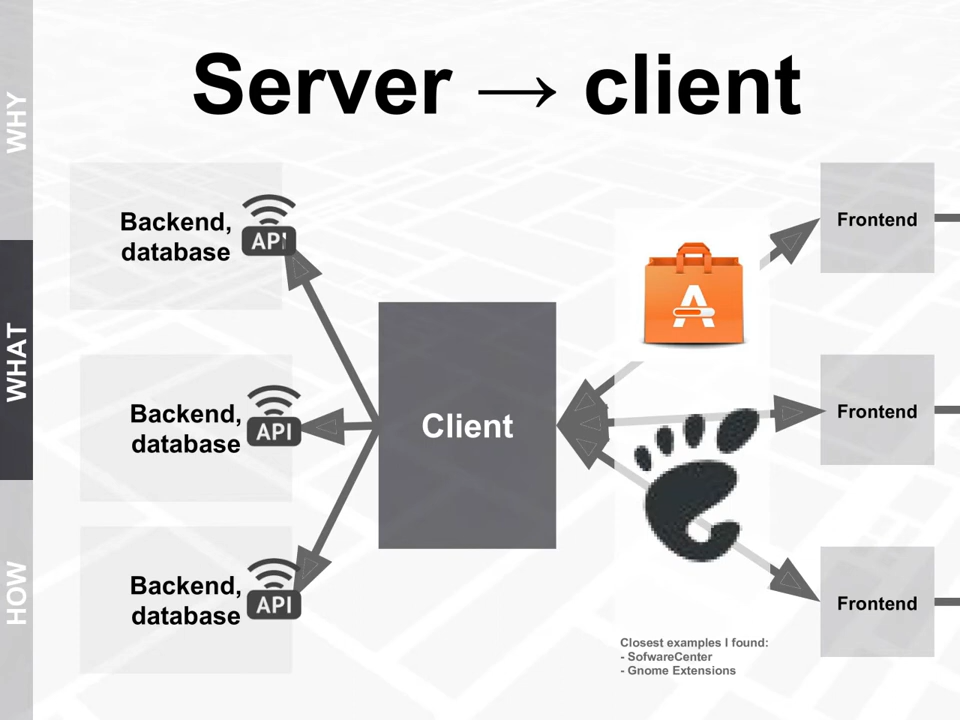 Server → client
WHY
WHAT
HOW
Backend,
database
API
Backend,
database
API
Backend,
database
API
Client
A
Frontend
Frontend
Frontend
Closest examples I found:
- SofwareCenter
- Gnome Extensions